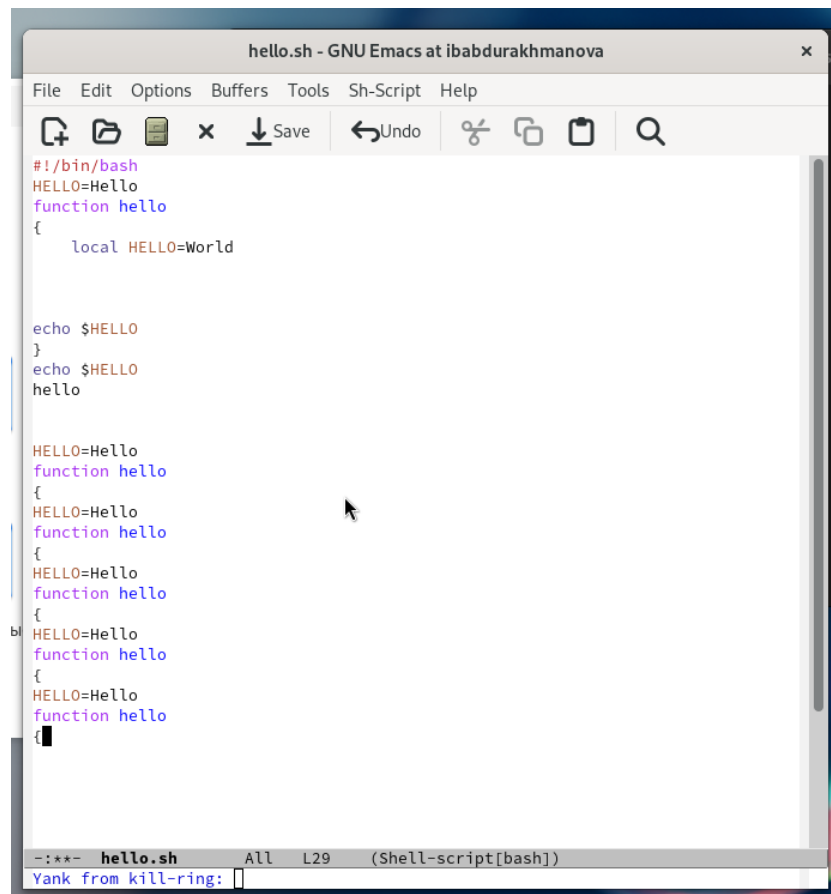 hello.sh - GNU Emacs at ibabdurakhmanova
File Edit Options Buffers Tools Sh-Script Help
Save Undo
#!/bin/bash
HELLO=Hello
function hello
{
local HELLO=World
echo $HELLO
}
echo $HELLO
hello
HELLO=Hello
function hello
{
HELLO=Hello
function hello
{
HELLO=Hello
function hello
{
HELLO=Hello
function hello
{
HELLO=Hello
function hello
{
-:**- hello.sh All L29 (Shell-script[bash])
Yank from kill-ring:
ы